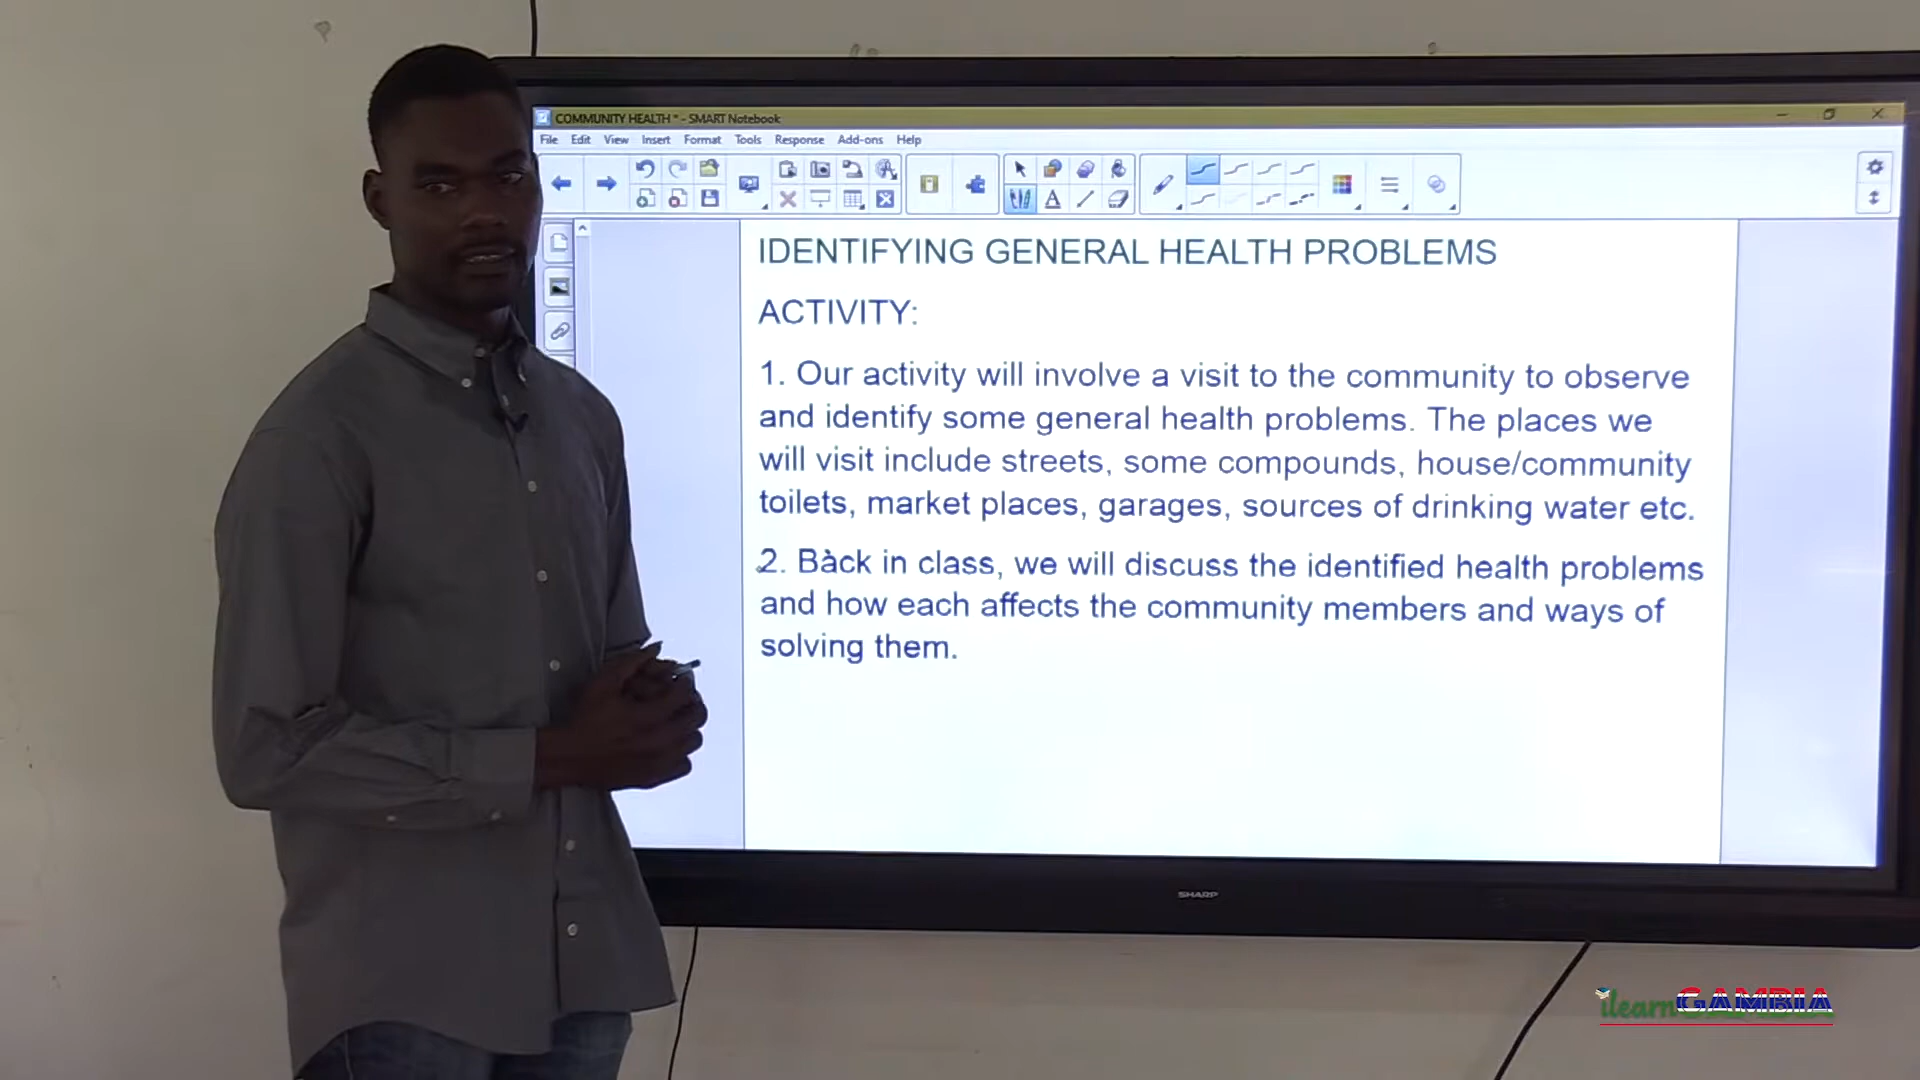 COMMUNITY HEALTH * - SMART Notebook
File Edit View Insert Format Tools Response Add-ons Help
IDENTIFYING GENERAL HEALTH PROBLEMS
ACTIVITY:
1. Our activity will involve a visit to the community to observe
and identify some general health problems. The places we
will visit include streets, some compounds, house/community
toilets, market places, garages, sources of drinking water etc.
2. Back in class, we will discuss the identified health problems
and how each affects the community members and ways of
solving them.
SHARP
ilearnGAMBIA